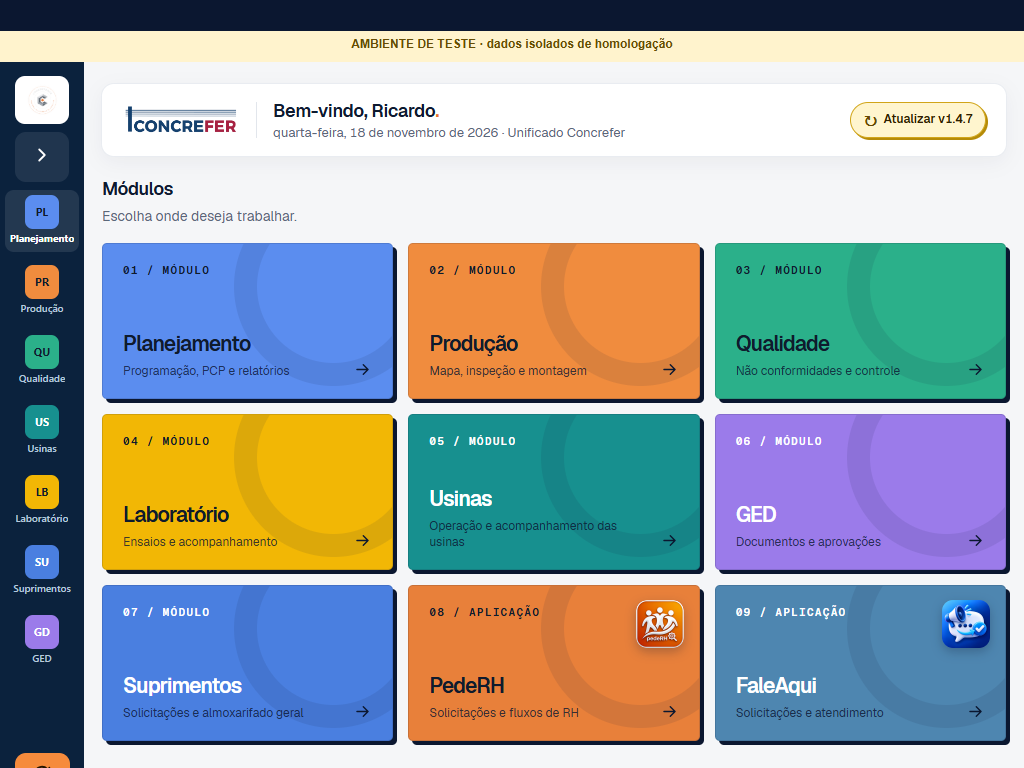 AMBIENTE DE TESTE · dados isolados de homologação
CONCREFER
Bem-vindo, Ricardo.
quarta-feira, 18 de novembro de 2026 · Unificado Concrefer
Atualizar v1.4.7
PL
Planejamento
PR
Produção
QU
Qualidade
US
Usinas
LB
Laboratório
SU
Suprimentos
GD
GED
Módulos
Escolha onde deseja trabalhar.
01 / MÓDULO
Planejamento
Programação, PCP e relatórios
02 / MÓDULO
Produção
Mapa, inspeção e montagem
03 / MÓDULO
Qualidade
Não conformidades e controle
04 / MÓDULO
Laboratório
Ensaios e acompanhamento
05 / MÓDULO
Usinas
Operação e acompanhamento das
usinas
06 / MÓDULO
GED
Documentos e aprovações
07 / MÓDULO
Suprimentos
Solicitações e almoxarifado geral
08 / APLICAÇÃO
pedeRH
PedeRH
Solicitações e fluxos de RH
09 / APLICAÇÃO
FaleAqui
Solicitações e atendimento